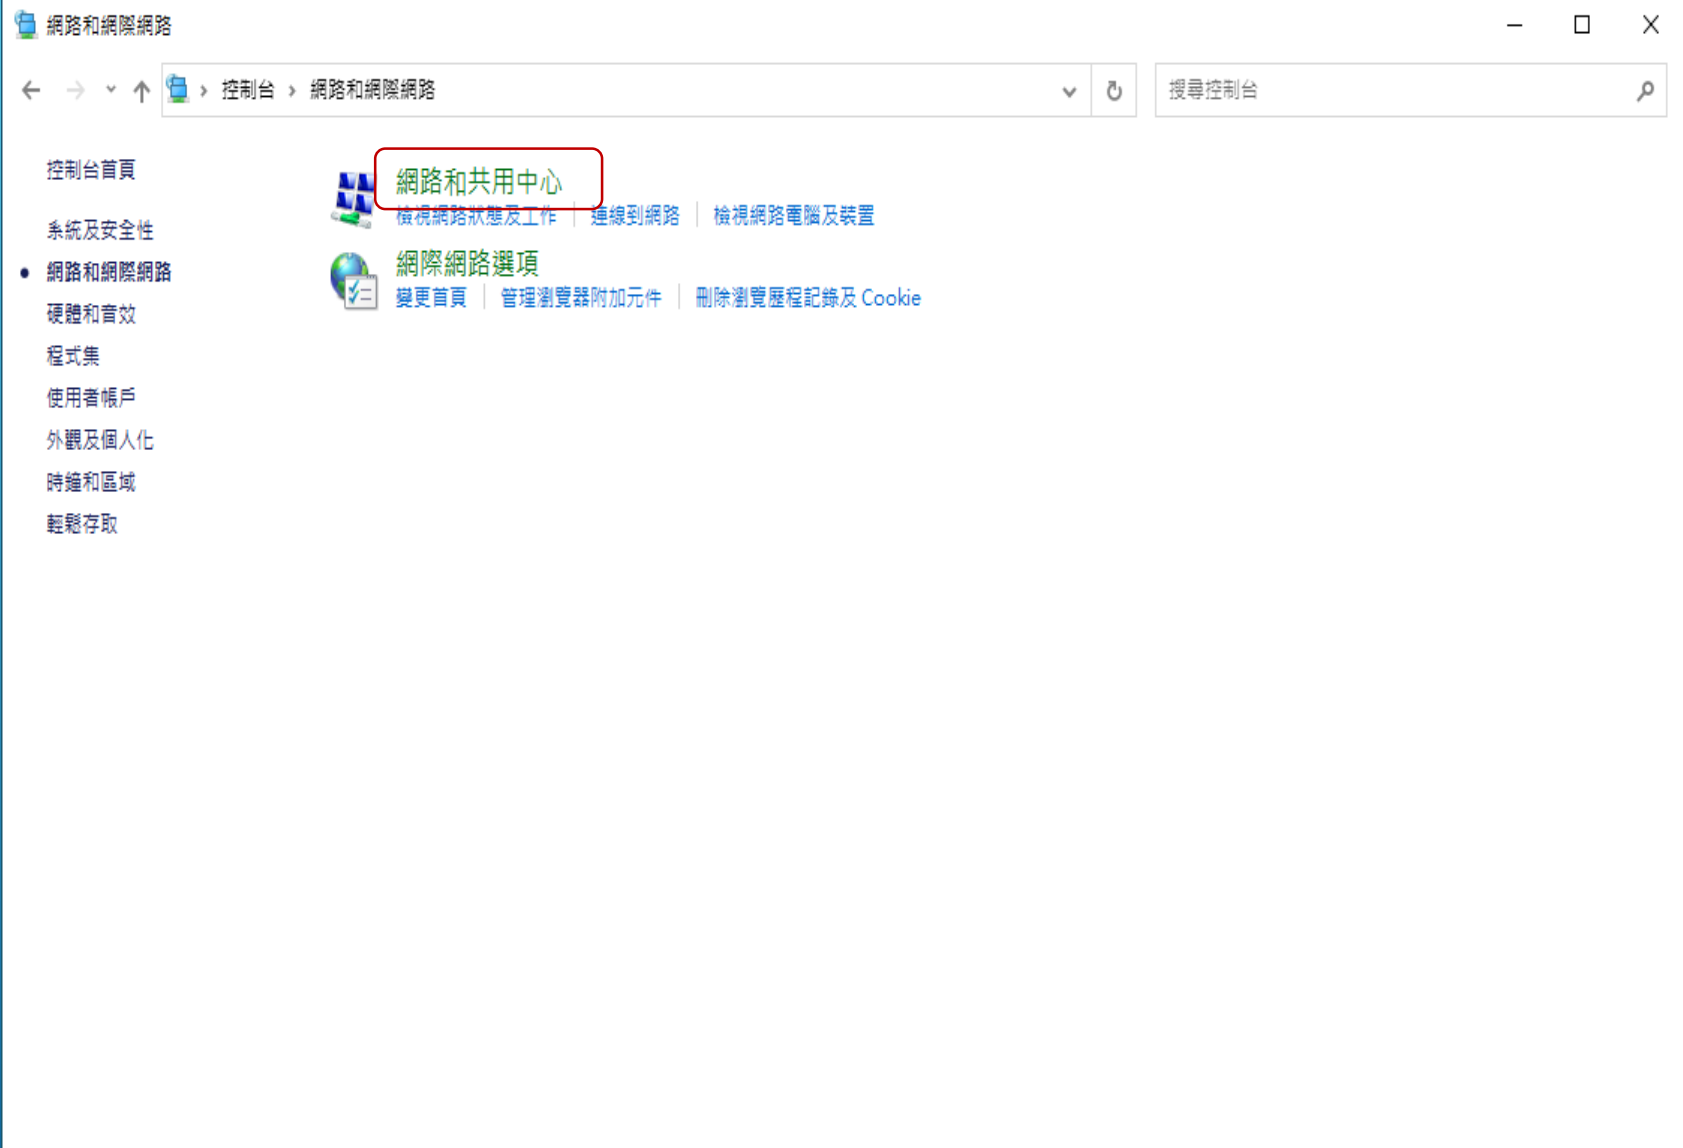 網路和網際網路
控制台 網路和網際網路
搜尋控制台
控制台首頁
系統及安全性
網路和網際網路
硬體和音效
程式集
使用者帳戶
外觀及個人化
時鐘和區域
輕鬆存取
網路和共用中心
檢視網路狀態及工作 連線到網路 檢視網路電腦及裝置
網際網路選項
變更首頁 管理瀏覽器附加元件 刪除瀏覽歷程記錄及 Cookie